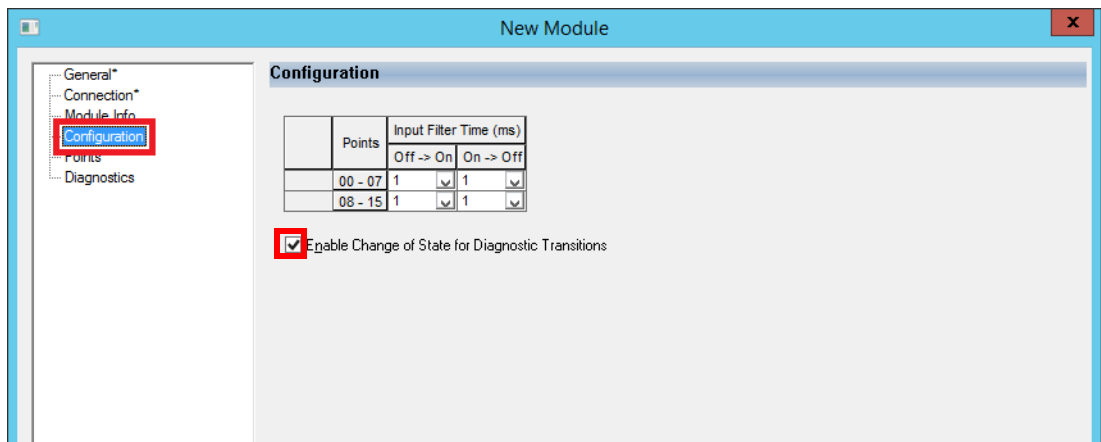 New Module
x
General*
Connection*
Module Info
Configuration
Points
Diagnostics
Configuration
Points Input Filter Time (ms)
Off -> On On -> Off
00 - 07 1 1
08 - 15 1 1
Enable Change of State for Diagnostic Transitions